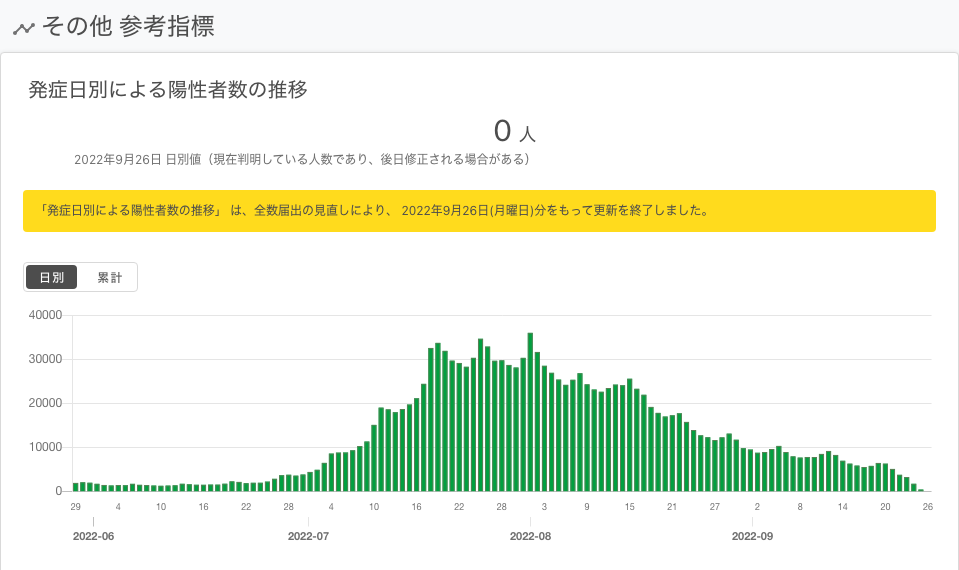 その他 参考指標
発症日別による陽性者数の推移
0 人
2022年9月26日 日別値（現在判明している人数であり、後日修正される場合がある）
「発症日別による陽性者数の推移」 は、全数届出の見直しにより、 2022年9月26日(月曜日)分をもって更新を終了しました。
日別 累計
40000
30000
20000
10000
0
29 4 10 16 22 28 4 10 16 22 28 3 9 15 21 27 2 8 14 20 26
2022-06 2022-07 2022-08 2022-09